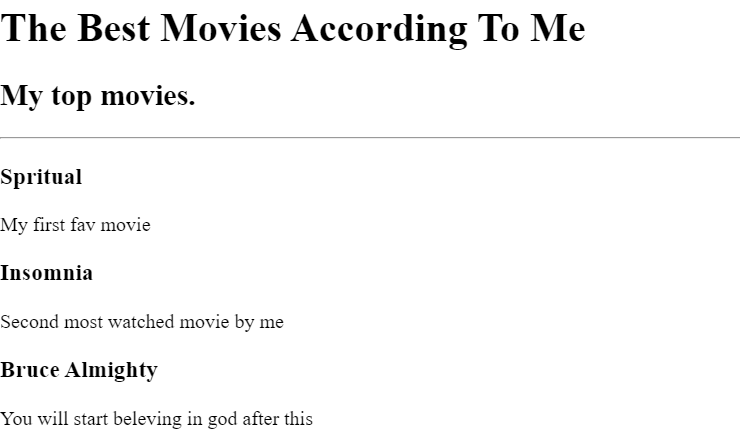 The Best Movies According To Me
My top movies.
Spritual
My first fav movie
Insomnia
Second most watched movie by me
Bruce Almighty
You will start beleving in god after this